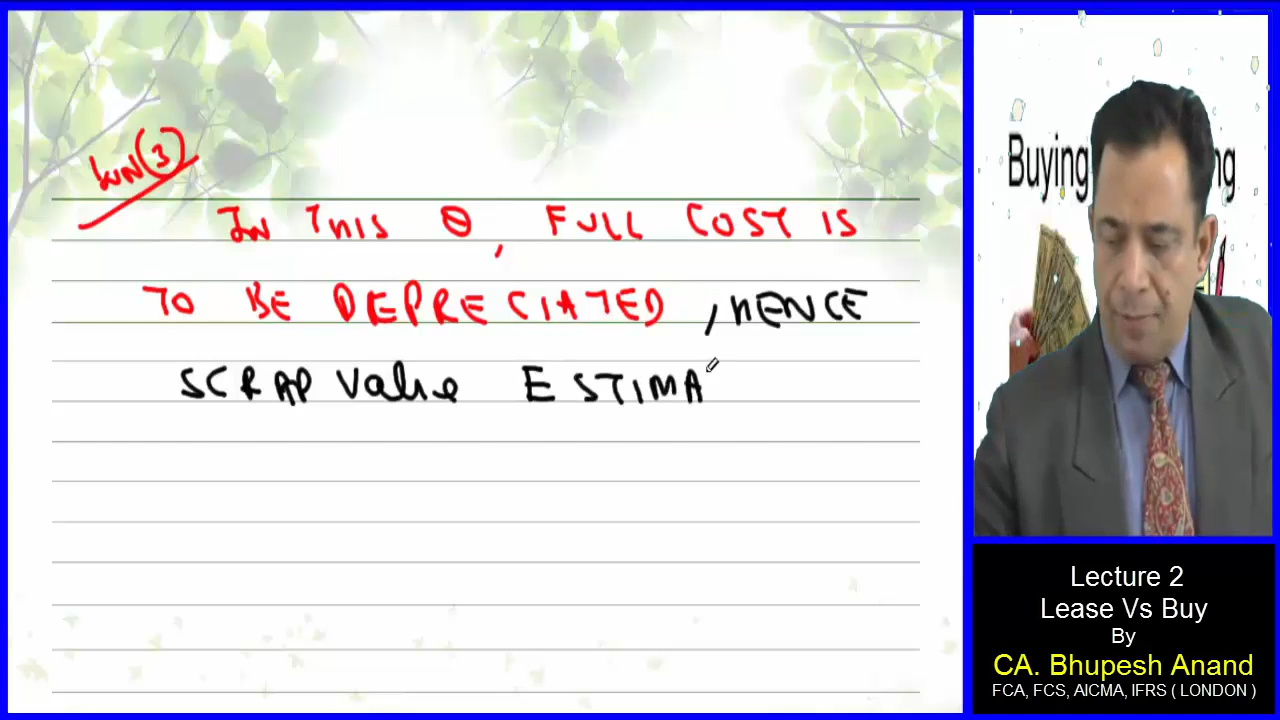 WN(3)
IN THIS Q, FULL COST IS
TO BE DEPRECIATED, HENCE
SCRAP Value ESTIMA
Buying
ng
Lecture 2
Lease Vs Buy
By
CA. Bhupesh Anand
FCA, FCS, AICMA, IFRS ( LONDON )